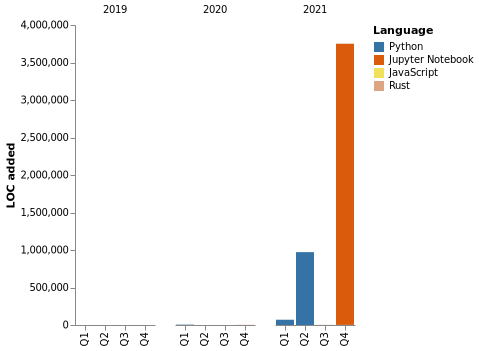 2019 2020 2021
Language
Python
Jupyter Notebook
JavaScript
Rust
LOC added
4,000,000
3,500,000
3,000,000
2,500,000
2,000,000
1,500,000
1,000,000
500,000
0
Q1 Q2 Q3 Q4 Q1 Q2 Q3 Q4 Q1 Q2 Q3 Q4